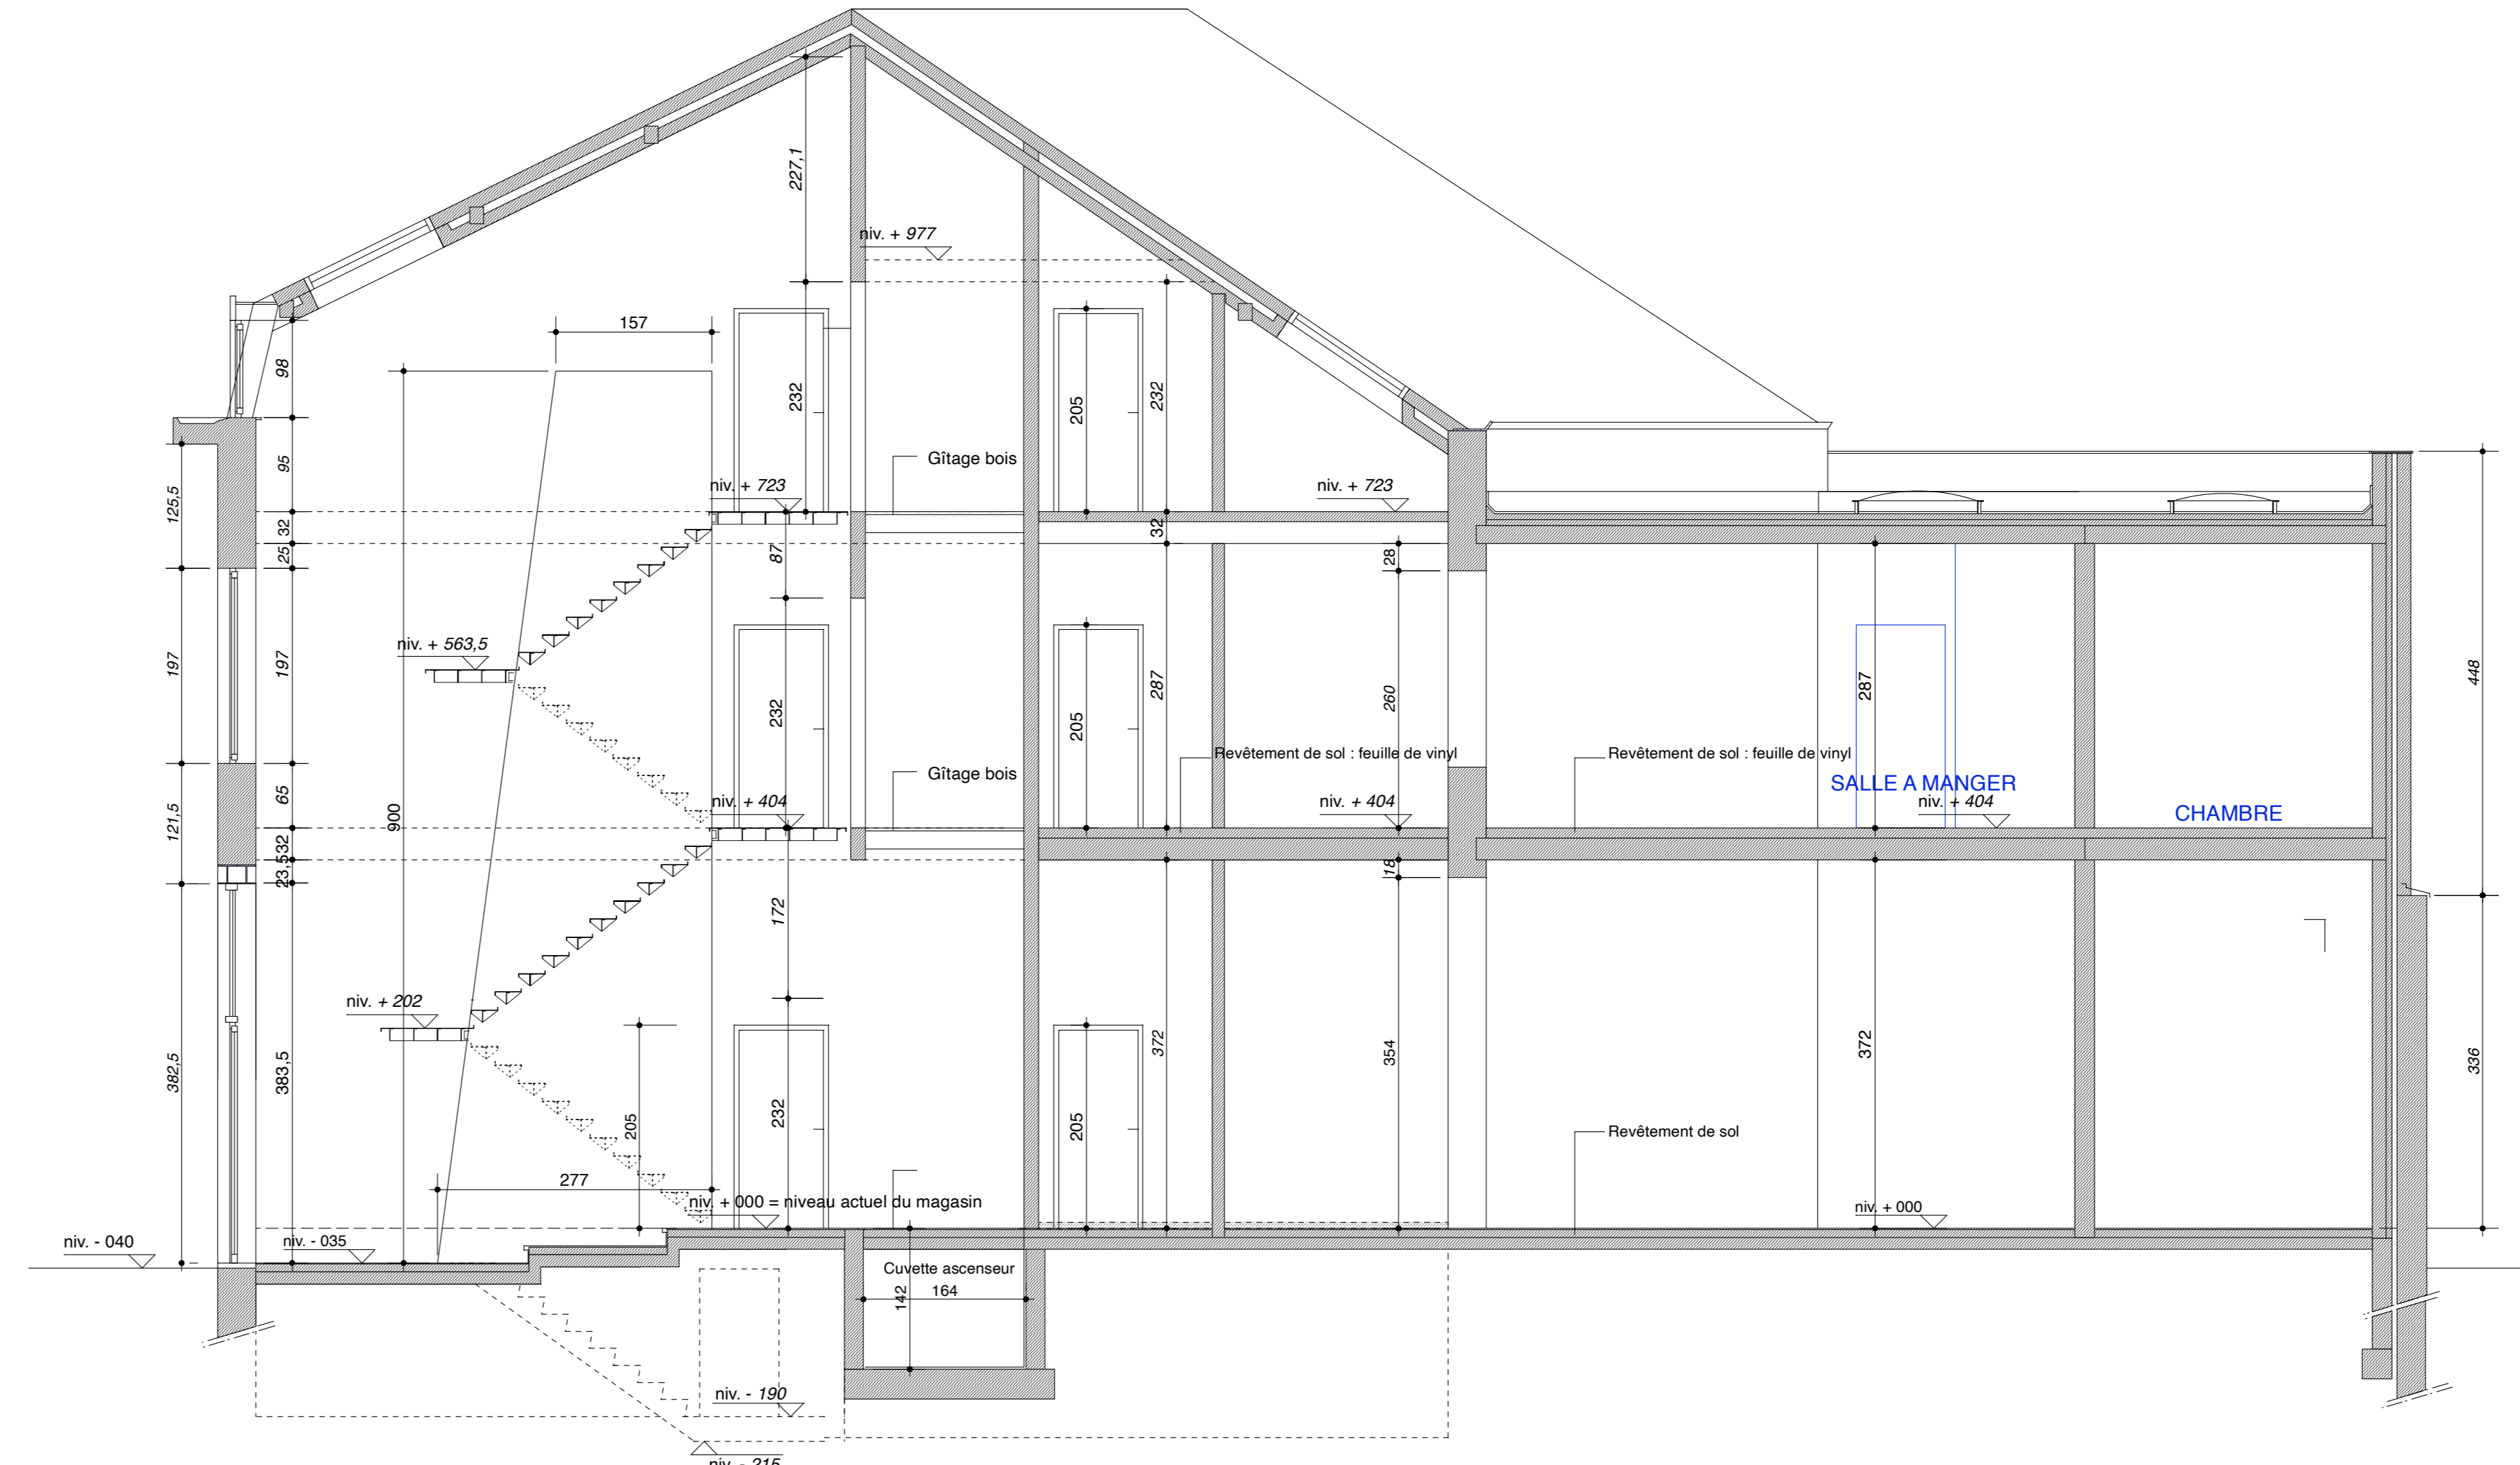 227,1
niv. + 977
157
98
232
205
232
95
125,5
Gîtage bois
niv. + 723
niv. + 723
32
32
25
87
28
niv. + 563,5
197
197
232
205
287
260
287
448
Revêtement de sol : feuille de vinyl
Revêtement de sol : feuille de vinyl
Gîtage bois
SALLE A MANGER
65
121,5
900
niv. + 404
niv. + 404
niv. + 404
CHAMBRE
23,532
18
172
niv. + 202
382,5
383,5
205
232
205
372
354
372
336
Revêtement de sol
277
niv. + 000 = niveau actuel du magasin
niv. + 000
niv. - 040
niv. - 035
Cuvette ascenseur
142
164
niv. - 190
niv. - 215